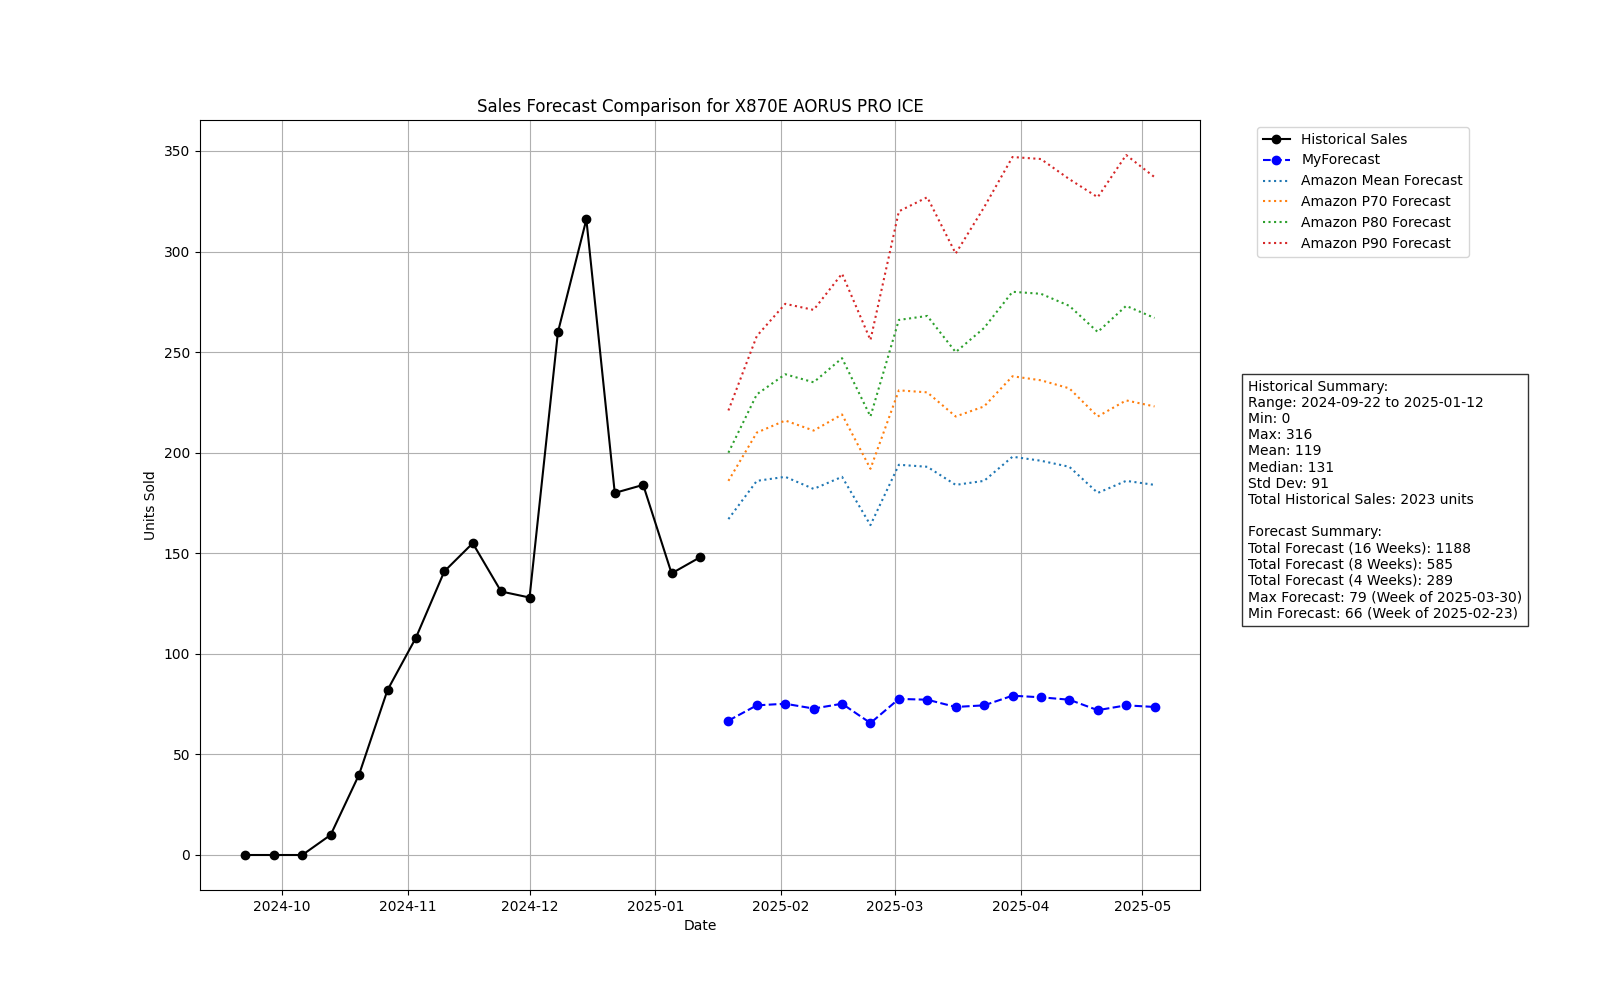 Sales Forecast Comparison for X870E AORUS PRO ICE
Historical Sales
MyForecast
Amazon Mean Forecast
Amazon P70 Forecast
Amazon P80 Forecast
Amazon P90 Forecast
350
300
250
200
150
100
50
0
Units Sold
2024-10
2024-11
2024-12
2025-01
2025-02
2025-03
2025-04
2025-05
Date
Historical Summary:
Range: 2024-09-22 to 2025-01-12
Min: 0
Max: 316
Mean: 119
Median: 131
Std Dev: 91
Total Historical Sales: 2023 units
Forecast Summary:
Total Forecast (16 Weeks): 1188
Total Forecast (8 Weeks): 585
Total Forecast (4 Weeks): 289
Max Forecast: 79 (Week of 2025-03-30)
Min Forecast: 66 (Week of 2025-02-23)